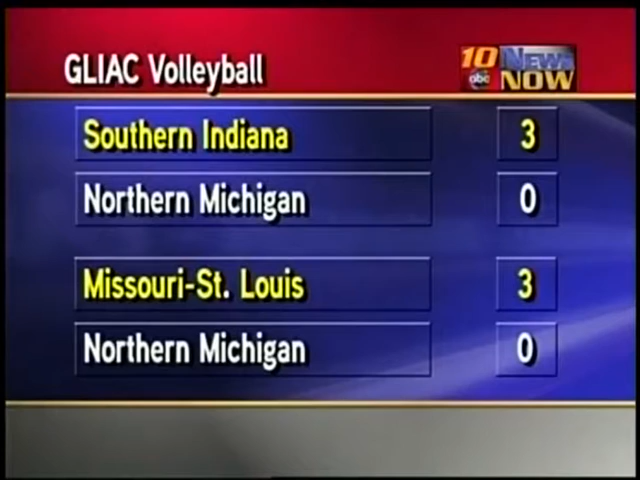 GLIAC Volleyball
10 NEWS
abc NOW
Southern Indiana 3
Northern Michigan 0
Missouri-St. Louis 3
Northern Michigan 0